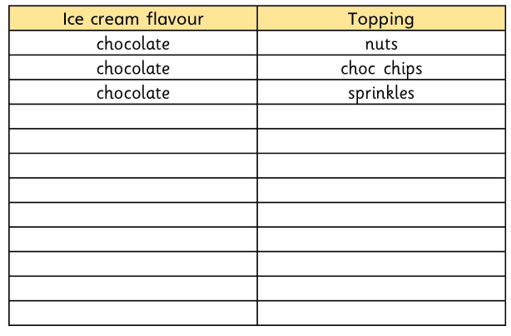 Ice cream flavour Topping
chocolate nuts
chocolate choc chips
chocolate sprinkles